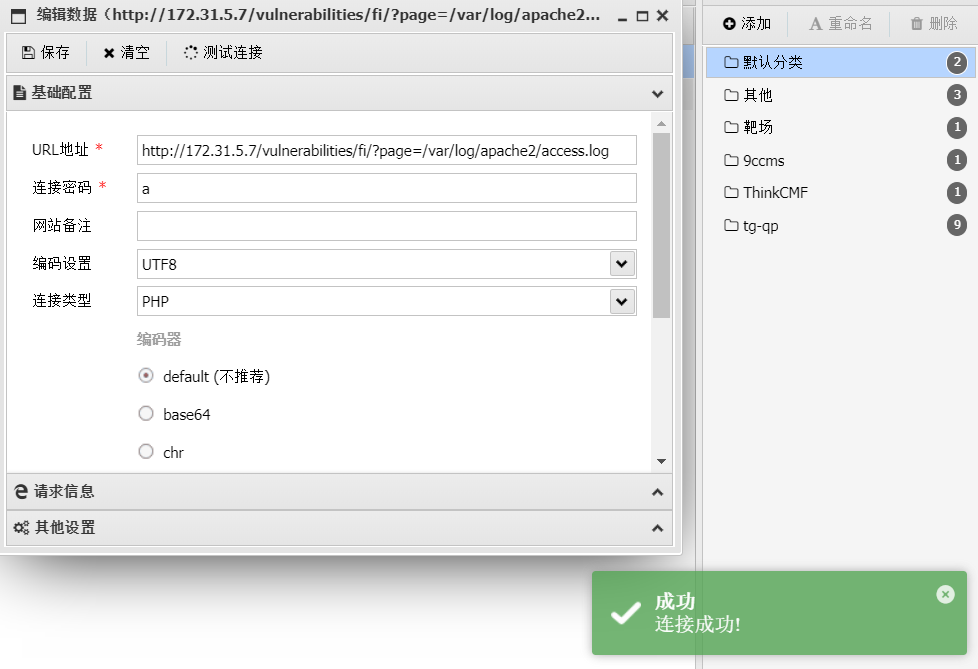 编辑数据（http://172.31.5.7/vulnerabilities/fi/?page=/var/log/apache2...
保存 清空 测试连接
基础配置
URL地址 * http://172.31.5.7/vulnerabilities/fi/?page=/var/log/apache2/access.log
连接密码 * a
网站备注
编码设置 UTF8
连接类型 PHP
编码器
default (不推荐)
base64
chr
请求信息
其他设置
添加 重命名 删除
默认分类 2
其他 3
靶场 1
9ccms 1
ThinkCMF 1
tg-qp 9
成功
连接成功!